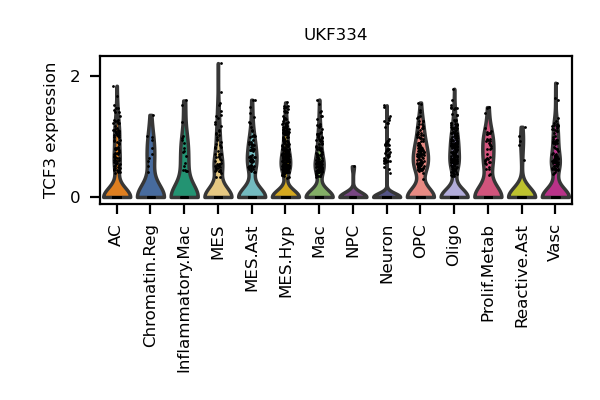 UKF334
TCF3 expression
2
0
AC
Chromatin.Reg
Inflammatory.Mac
MES
MES.Ast
MES.Hyp
Mac
NPC
Neuron
OPC
Oligo
Prolif.Metab
Reactive.Ast
Vasc